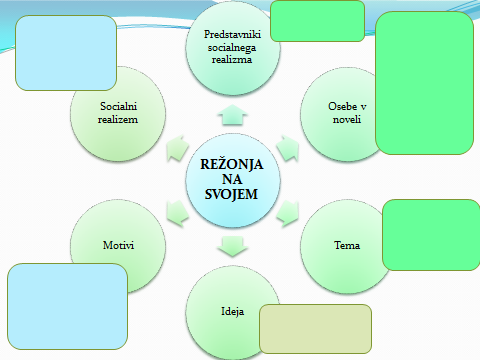 Predstavniki
socialnega
realizma
Socialni
realizem
Osebe v
noveli
REŽONJA
NA
SVOJEM
Motivi
Tema
Ideja